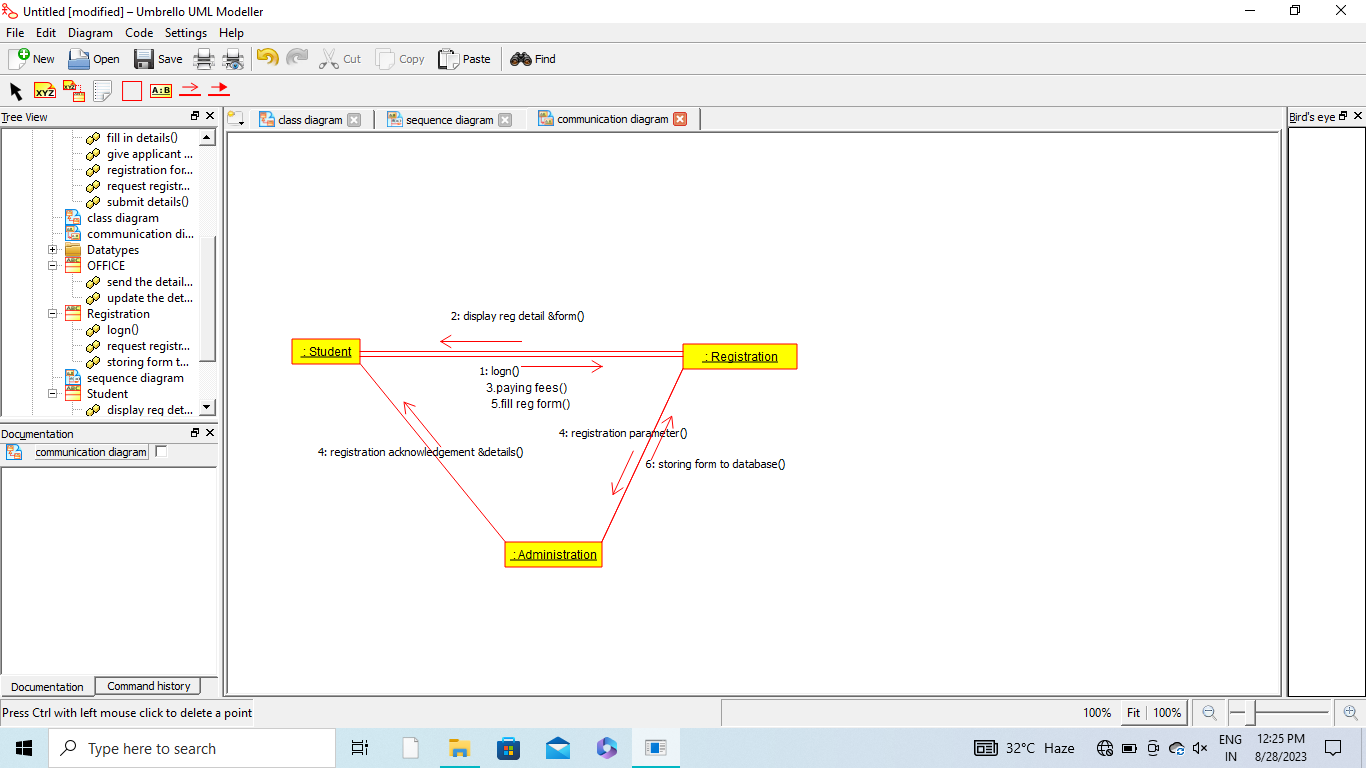 Untitled [modified] – Umbrello UML Modeller
File Edit Diagram Code Settings Help
New Open Save Cut Copy Paste Find
XYZ XYZ A:B
Tree View
class diagram sequence diagram communication diagram
Bird's eye
fill in details()
give applicant ...
registration for...
request registr...
submit details()
class diagram
communication di...
Datatypes
OFFICE
send the detail...
update the det...
Registration
logn()
request registr...
storing form t...
sequence diagram
Student
display reg det...
Documentation
communication diagram
Documentation Command history
2: display reg detail &form()
: Student
: Registration
1: logn()
3.paying fees()
5.fill reg form()
4: registration parameter()
4: registration acknowledgement &details()
6: storing form to database()
: Administration
Press Ctrl with left mouse click to delete a point
100% Fit 100%
Type here to search
32°C Haze
ENG
IN
12:25 PM
8/28/2023